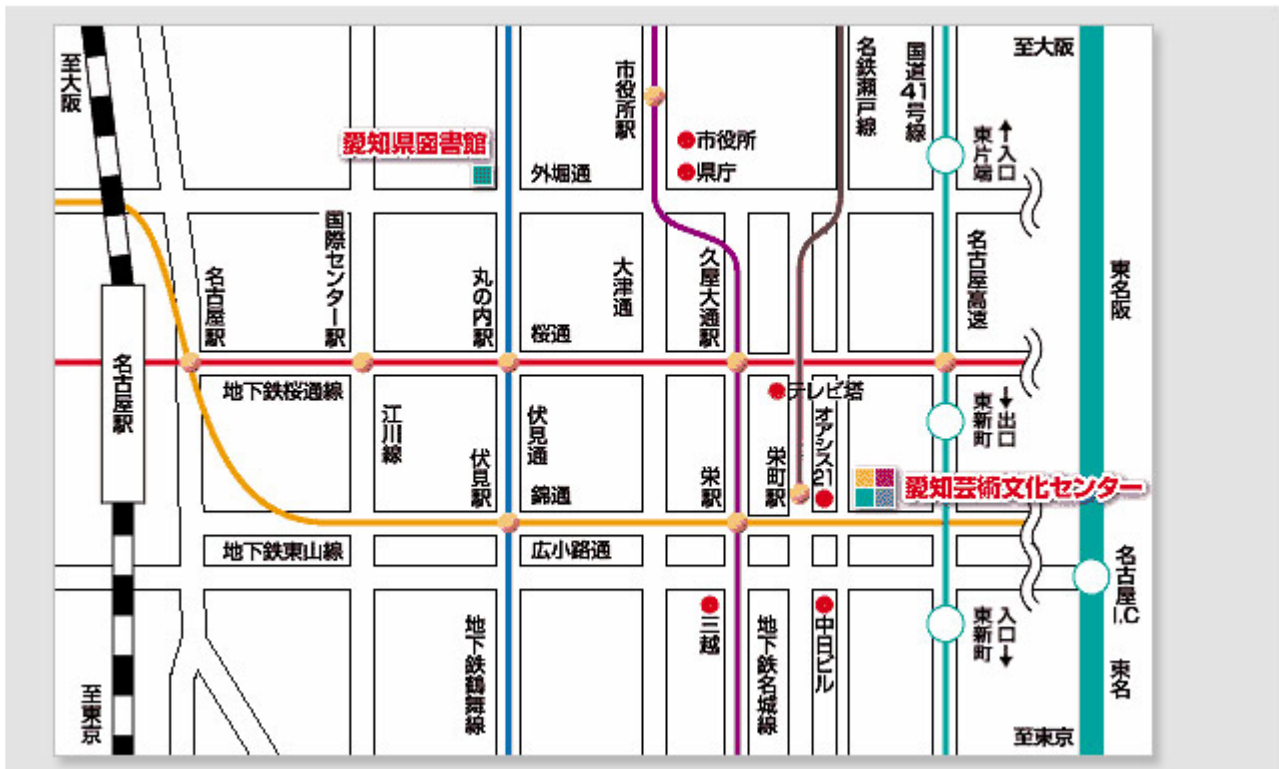 至大阪
市役所駅
名鉄瀬戸線
国道41号線
至大阪
愛知県図書館
市役所
県庁
外堀通
東片端
↑入口
国際センター駅
名古屋駅
丸の内駅
大津通
久屋大通駅
名古屋高速
東名阪
桜通
名古屋駅
地下鉄桜通線
テレビ塔
江川線
伏見通
伏見駅
オアシス21
栄駅
栄町駅
東新町
↓出口
錦通
愛知芸術文化センター
地下鉄東山線
広小路通
名古屋I.C
地下鉄鶴舞線
三越
地下鉄名城線
中日ビル
東新町
入口↓
東名
至東京
至東京